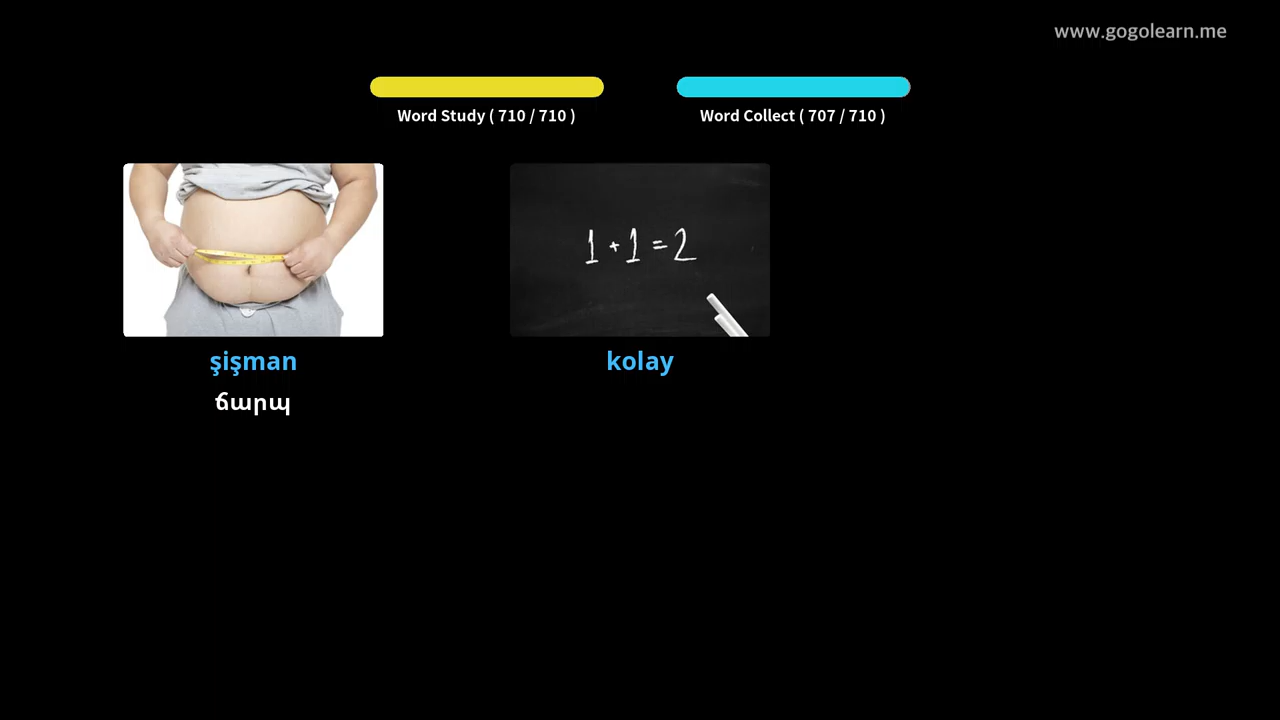 www.gogolearn.me
Word Study ( 710 / 710 )
Word Collect ( 707 / 710 )
1 + 1 = 2
şişman
kolay
ճարպ